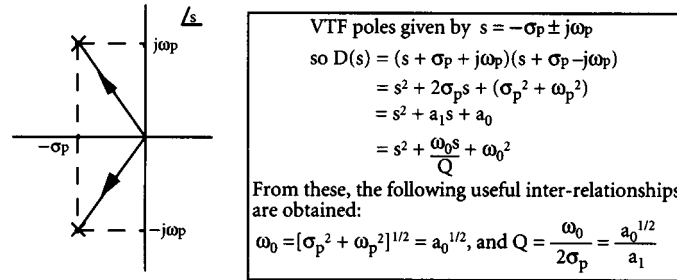 s
jωp
−σp
−jωp
VTF poles given by s = −σp ± jωp
so D(s) = (s + σp + jωp)(s + σp−jωp)
= s² + 2σps + (σp² + ωp²)
= s² + a₁s + a₀
= s² + ω₀s/Q + ω₀²
From these, the following useful inter-relationships
are obtained:
ω₀ = [σp² + ωp²]^1/2 = a₀^1/2, and Q = ω₀/2σp = a₀^1/2/a₁